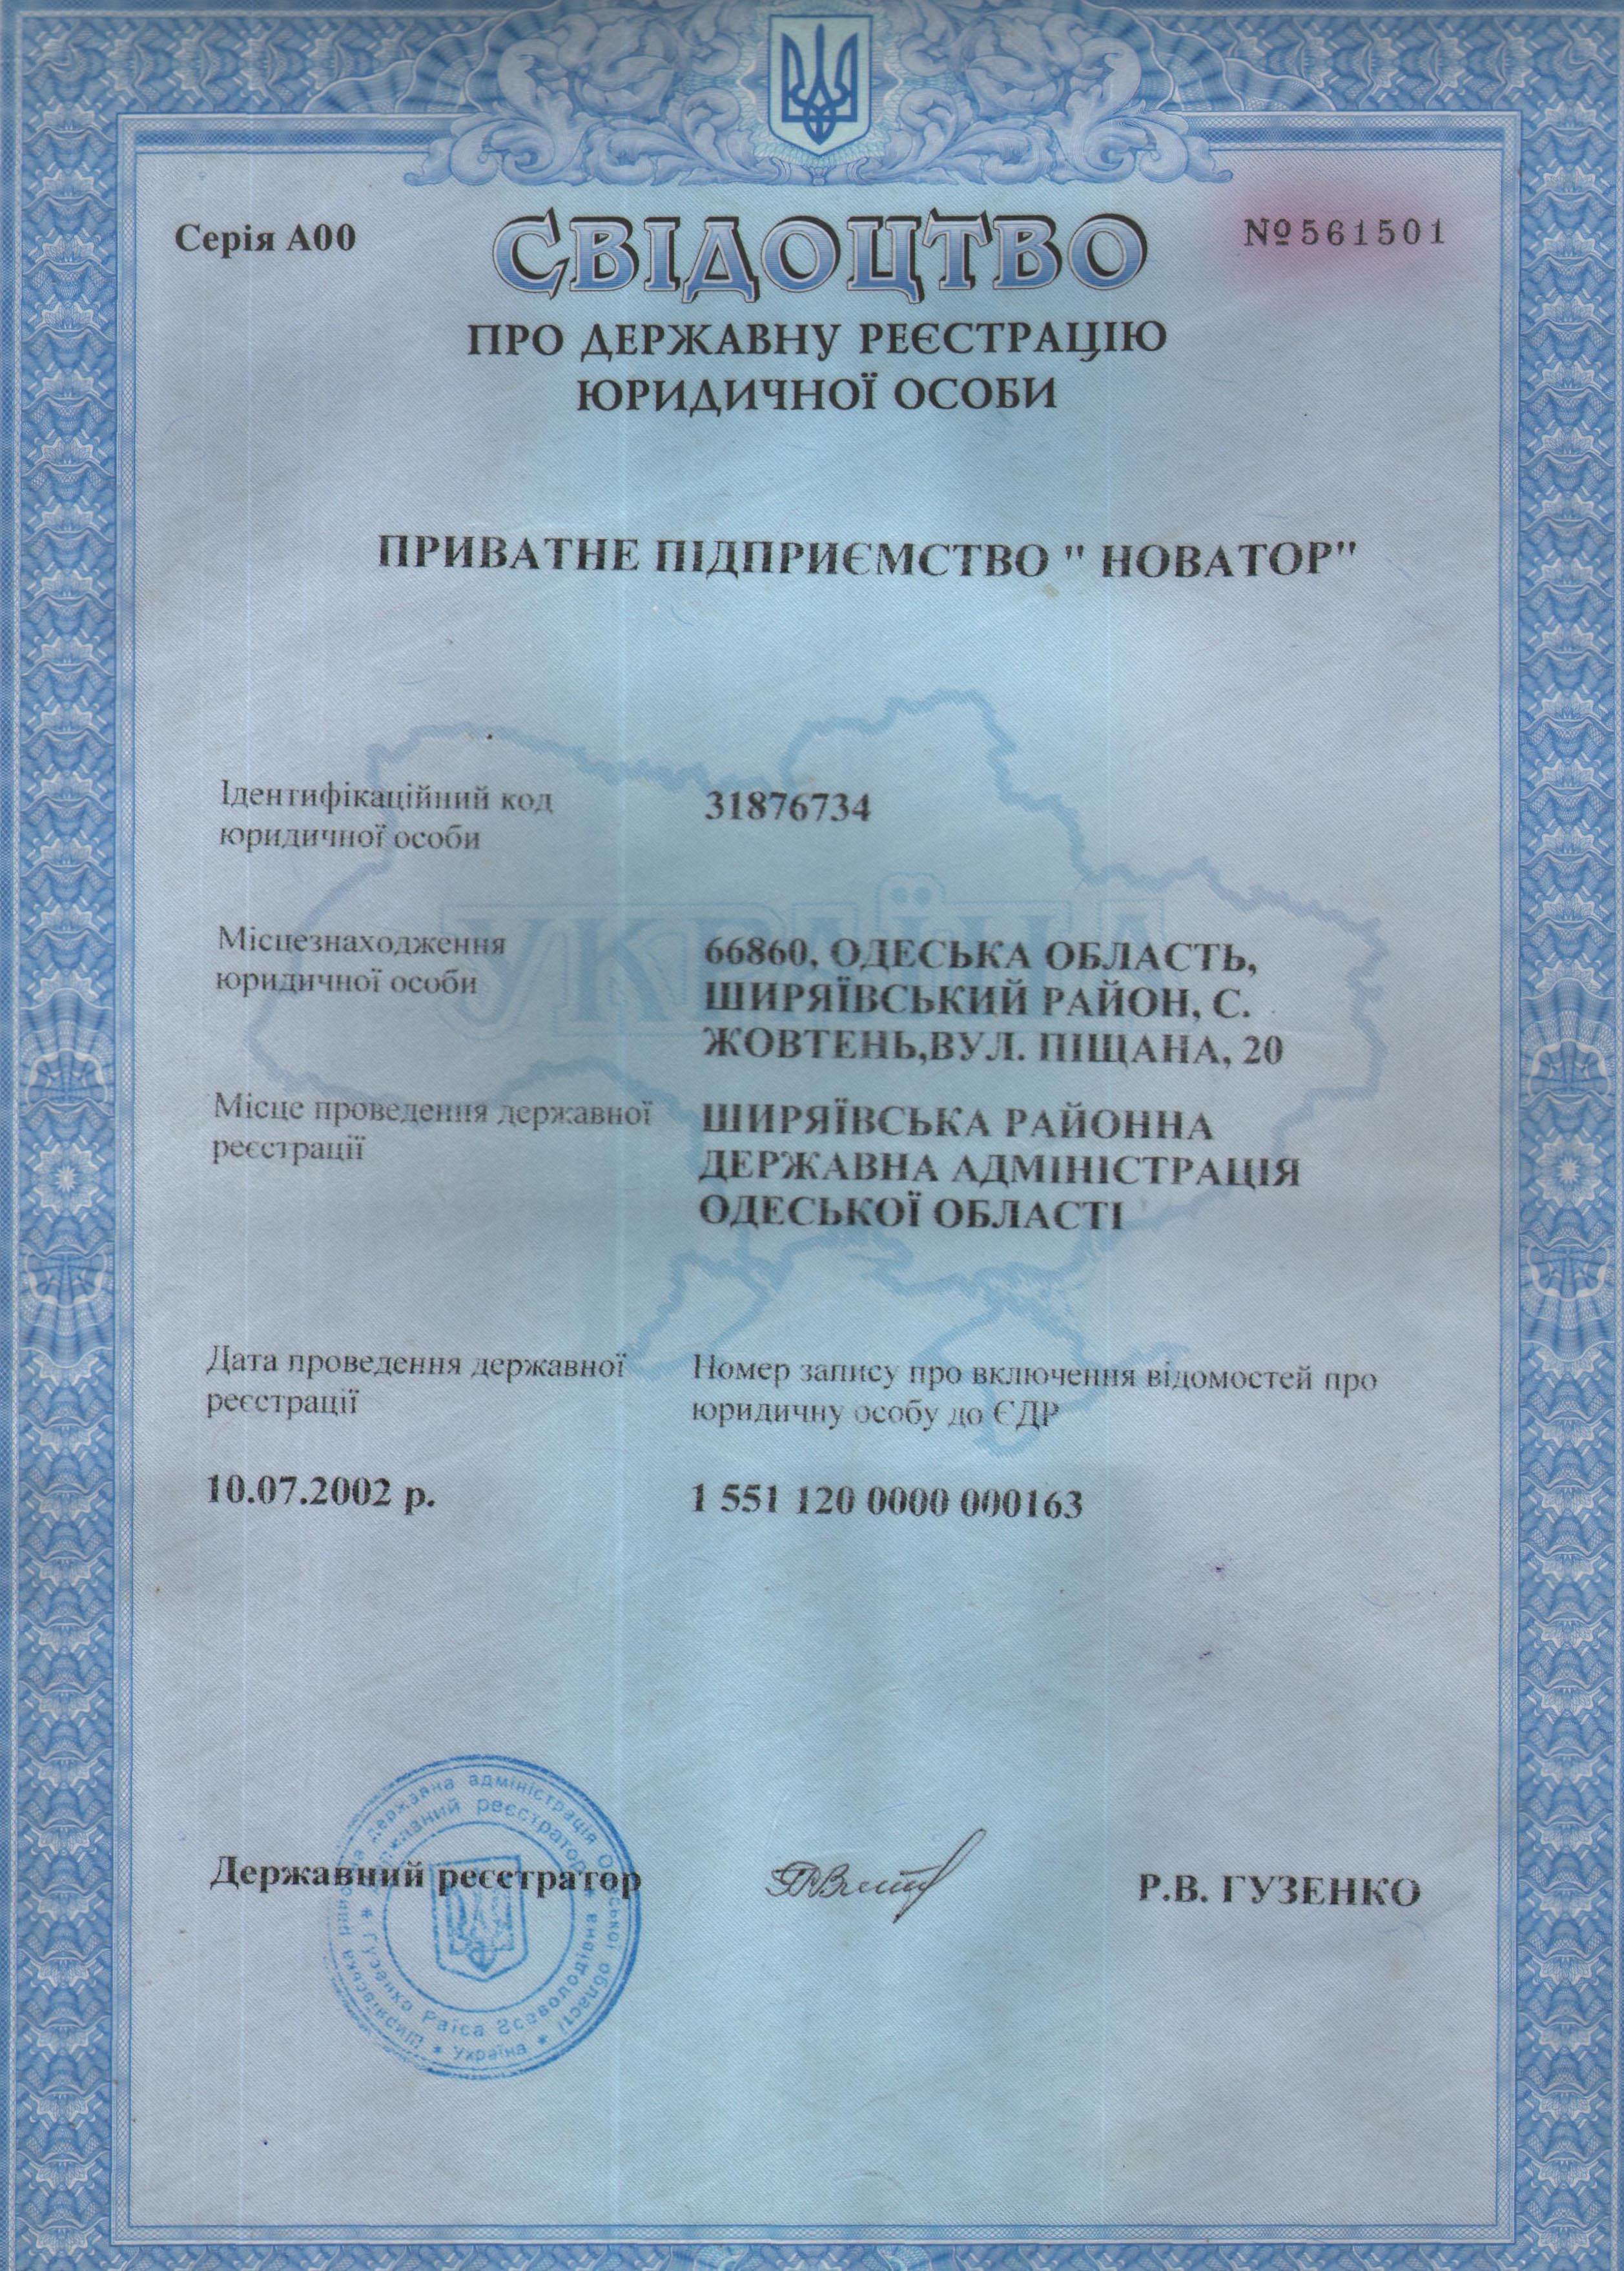 Серія А00
СВІДОЦТВО
№561501
ПРО ДЕРЖАВНУ РЕЄСТРАЦІЮ
ЮРИДИЧНОЇ ОСОБИ
ПРИВАТНЕ ПІДПРИЄМСТВО " НОВАТОР"
УКРАЇНА
Ідентифікаційний код
юридичної особи
31876734
Місцезнаходження
юридичної особи
66860, ОДЕСЬКА ОБЛАСТЬ,
ШИРЯЇВСЬКИЙ РАЙОН, С.
ЖОВТЕНЬ,ВУЛ. ПІЩАНА, 20
Місце проведення державної
реєстрації
ШИРЯЇВСЬКА РАЙОННА
ДЕРЖАВНА АДМІНІСТРАЦІЯ
ОДЕСЬКОЇ ОБЛАСТІ
Дата проведення державної
реєстрації
10.07.2002 р.
Номер запису про включення відомостей про
юридичну особу до ЄДР
1 551 120 0000 000163
Державний реєстратор
Р.В. ГУЗЕНКО
Ширяївська районна державна адміністрація Одеської області * Україна *
Державний реєстратор * Гузенко Раїса Всеволодівна *